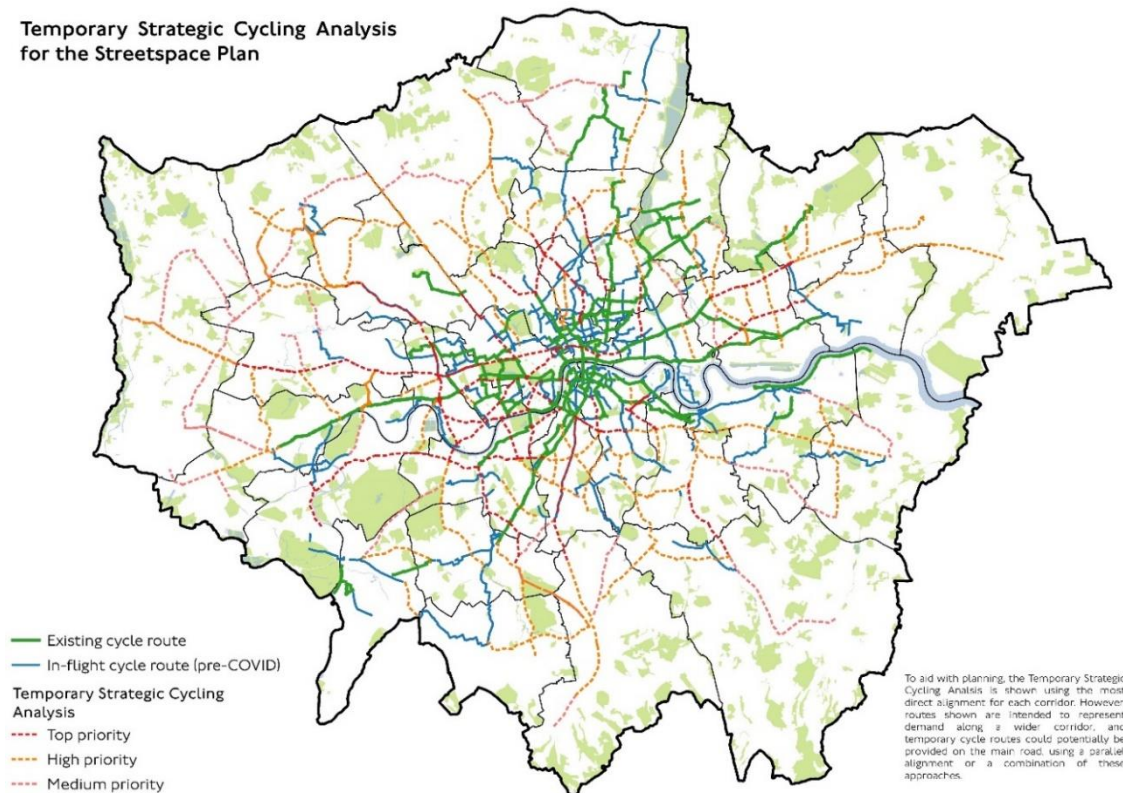 Temporary Strategic Cycling Analysis
for the Streetspace Plan
Existing cycle route
In-flight cycle route (pre-COVID)
Temporary Strategic Cycling
Analysis
Top priority
High priority
Medium priority
To aid with planning, the Temporary Strategic
Cycling Analsis is shown using the most
direct alignment for each corridor. However
routes shown are intended to represent
demand along a wider corridor, and
temporary cycle routes could potentially be
provided on the main road, using a parallel
alignment or a combination of these
approaches.